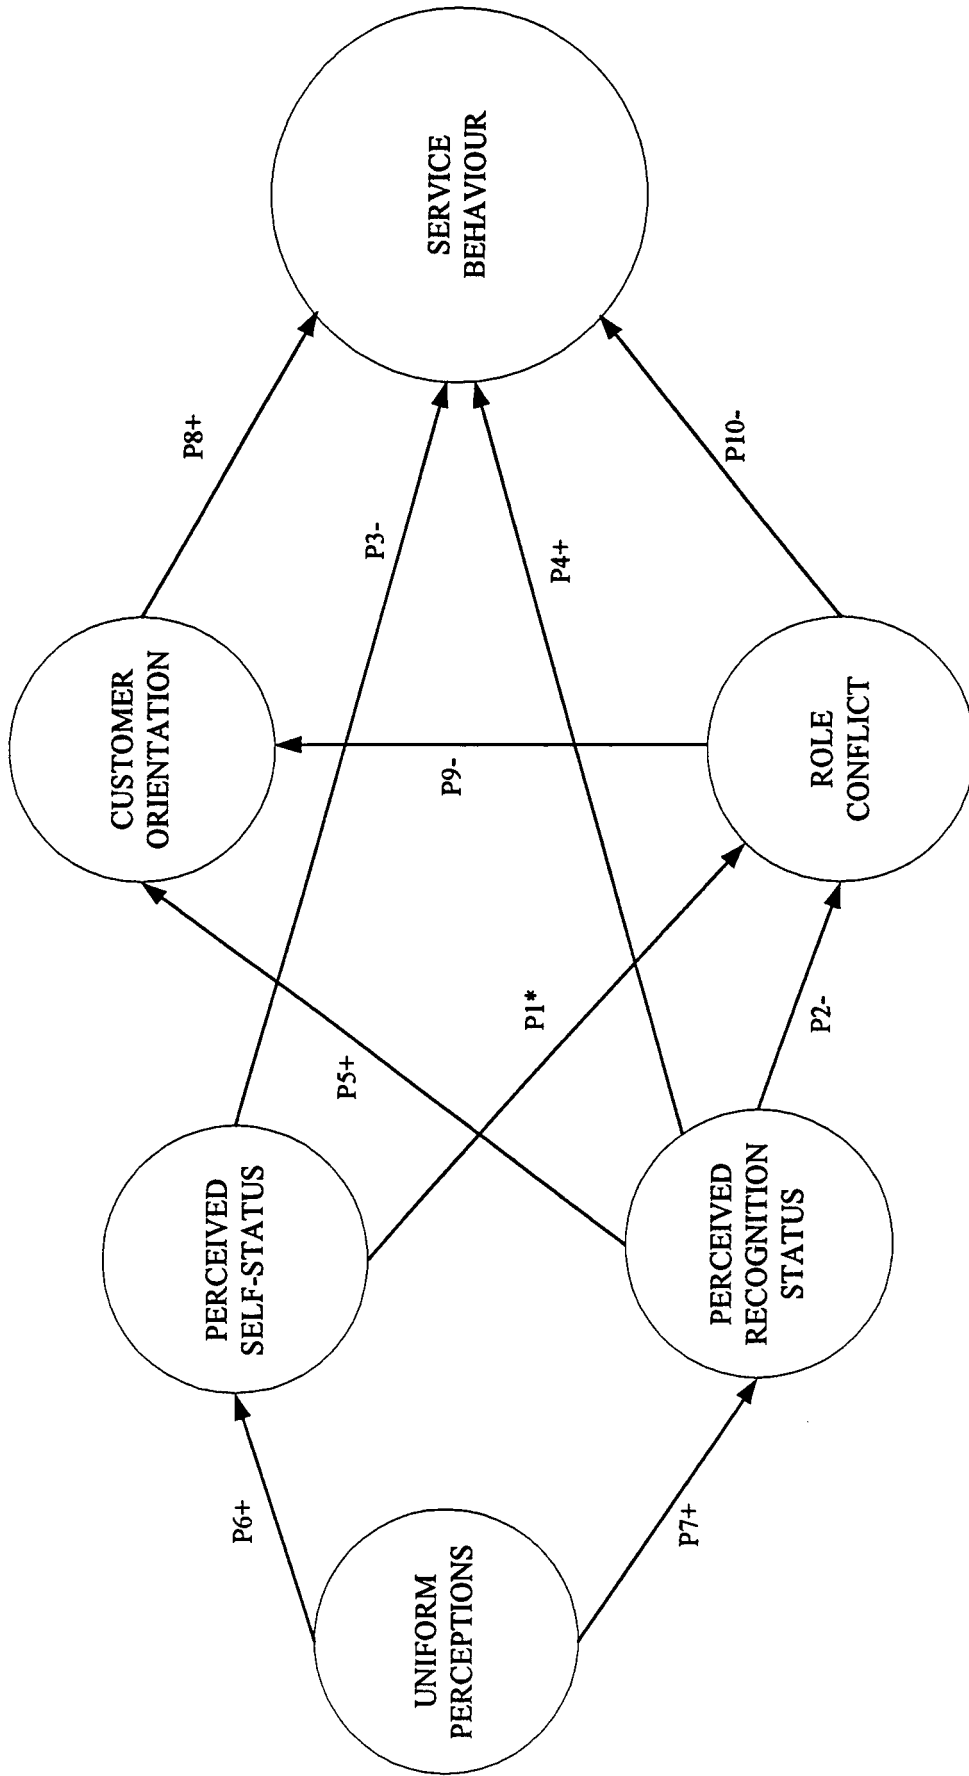 UNIFORM
PERCEPTIONS
P6+
P7+
PERCEIVED
SELF-STATUS
PERCEIVED
RECOGNITION
STATUS
P5+
P1*
P2-
CUSTOMER
ORIENTATION
P9-
ROLE
CONFLICT
P3-
P4+
P8+
P10-
SERVICE
BEHAVIOUR